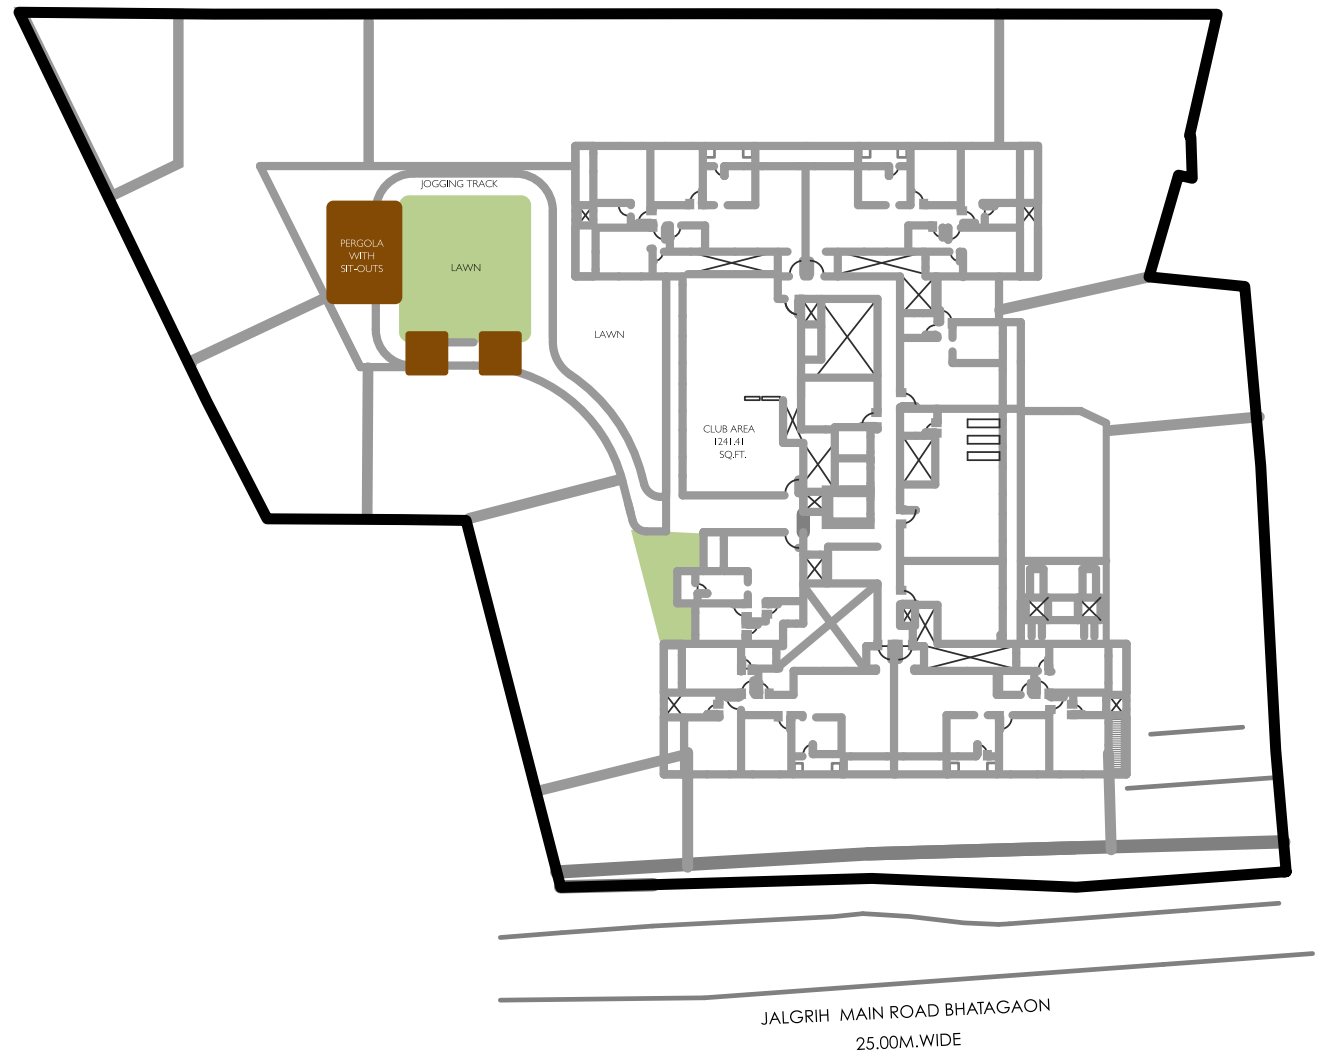 JOGGING TRACK
PERGOLA
WITH
SIT-OUTS
LAWN
LAWN
CLUB AREA
1241.41
SQ.FT.
JALGRIH MAIN ROAD BHATAGAON
25.00M.WIDE